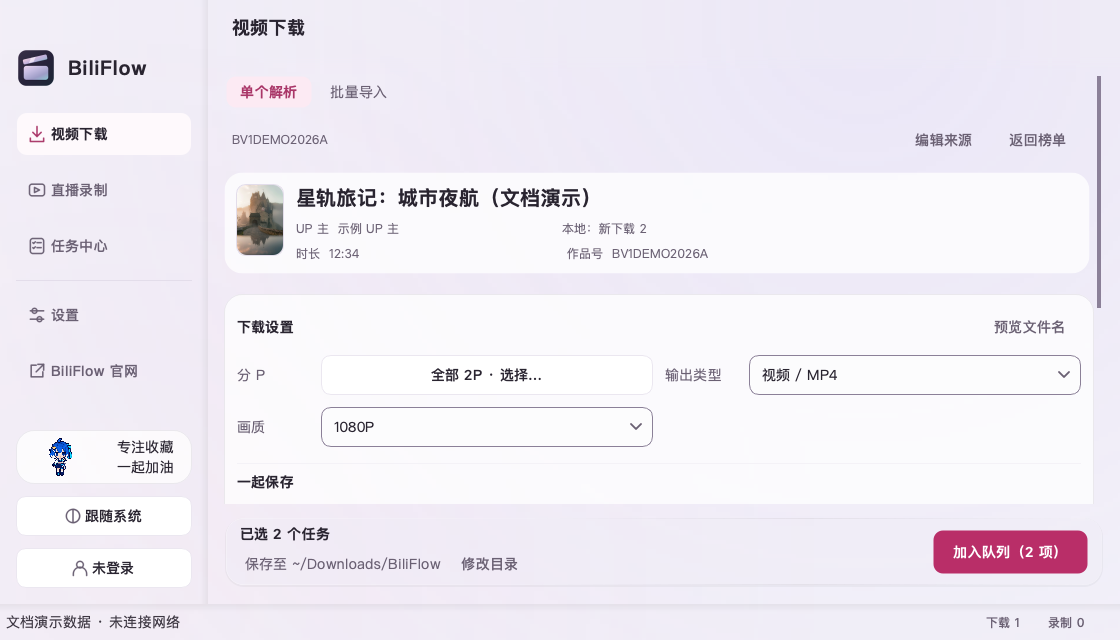 BiliFlow
视频下载
直播录制
任务中心
设置
BiliFlow 官网
专注收藏
一起加油
跟随系统
未登录
视频下载
单个解析 批量导入
BV1DEMO2026A 编辑来源 返回榜单
星轨旅记：城市夜航（文档演示）
UP 主 示例 UP 主 本地：新下载 2
时长 12:34 作品号 BV1DEMO2026A
下载设置 预览文件名
分 P 全部 2P · 选择... 输出类型 视频 / MP4
画质 1080P
一起保存
已选 2 个任务
保存至 ~/Downloads/BiliFlow 修改目录
加入队列（2 项）
文档演示数据 · 未连接网络 下载 1 录制 0